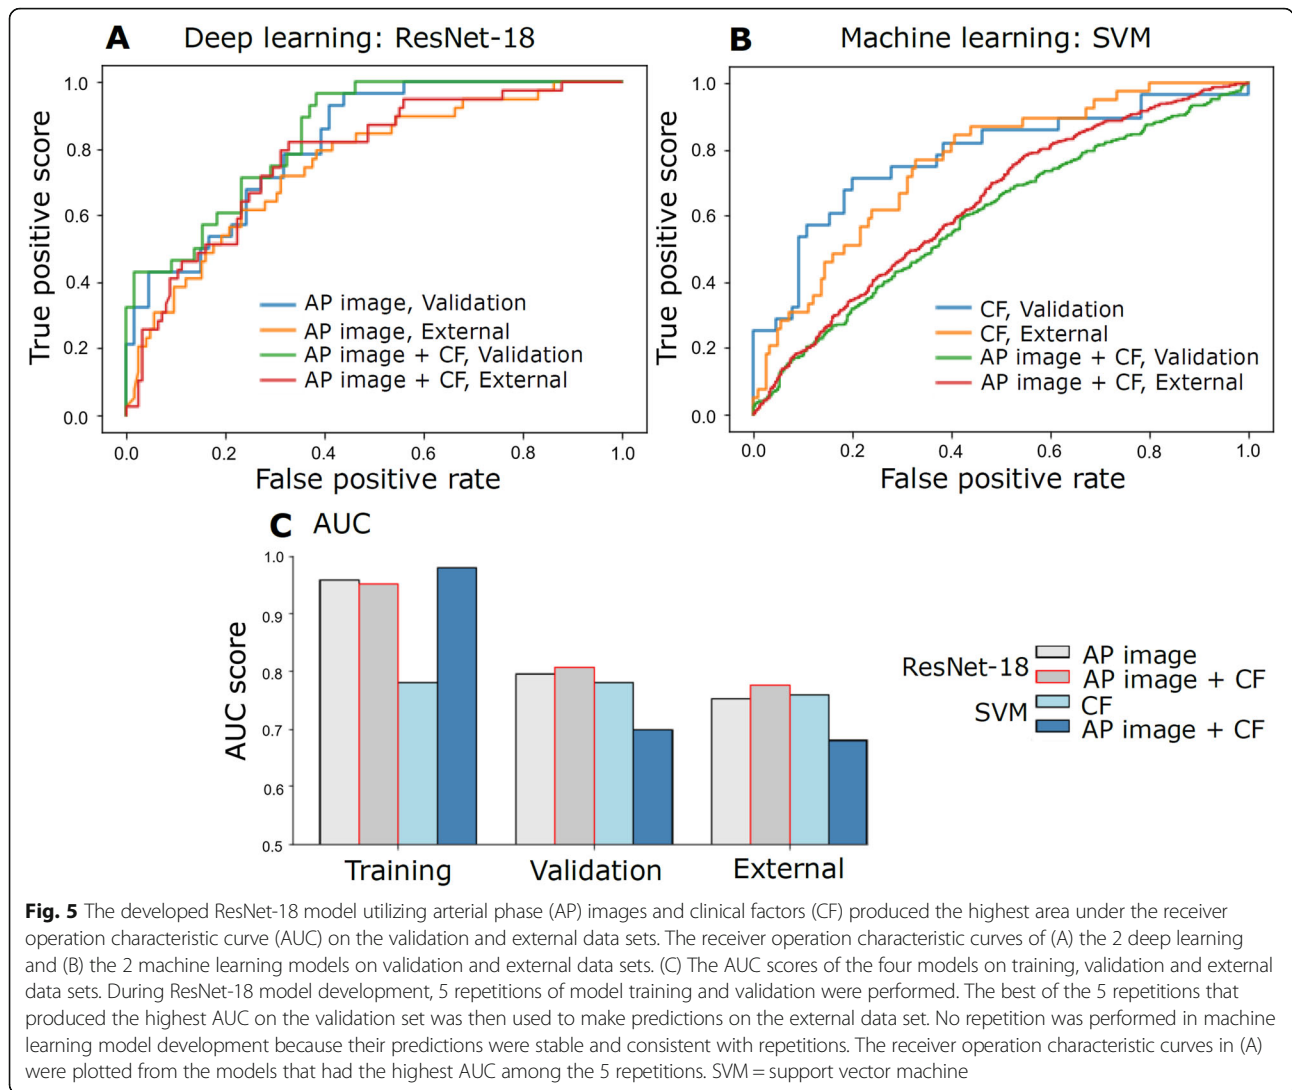 A Deep learning: ResNet-18
True positive score
1.0
0.8
0.6
0.4
0.2
0.0
AP image, Validation
AP image, External
AP image + CF, Validation
AP image + CF, External
0.0 0.2 0.4 0.6 0.8 1.0
False positive rate
B Machine learning: SVM
True positive score
1.0
0.8
0.6
0.4
0.2
0.0
CF, Validation
CF, External
AP image + CF, Validation
AP image + CF, External
0.0 0.2 0.4 0.6 0.8 1.0
False positive rate
C AUC
AUC score
1.0
0.9
0.8
0.7
0.6
0.5
Training Validation External
ResNet-18
AP image
AP image + CF
SVM
CF
AP image + CF
Fig. 5 The developed ResNet-18 model utilizing arterial phase (AP) images and clinical factors (CF) produced the highest area under the receiver
operation characteristic curve (AUC) on the validation and external data sets. The receiver operation characteristic curves of (A) the 2 deep learning
and (B) the 2 machine learning models on validation and external data sets. (C) The AUC scores of the four models on training, validation and external
data sets. During ResNet-18 model development, 5 repetitions of model training and validation were performed. The best of the 5 repetitions that
produced the highest AUC on the validation set was then used to make predictions on the external data set. No repetition was performed in machine
learning model development because their predictions were stable and consistent with repetitions. The receiver operation characteristic curves in (A)
were plotted from the models that had the highest AUC among the 5 repetitions. SVM = support vector machine